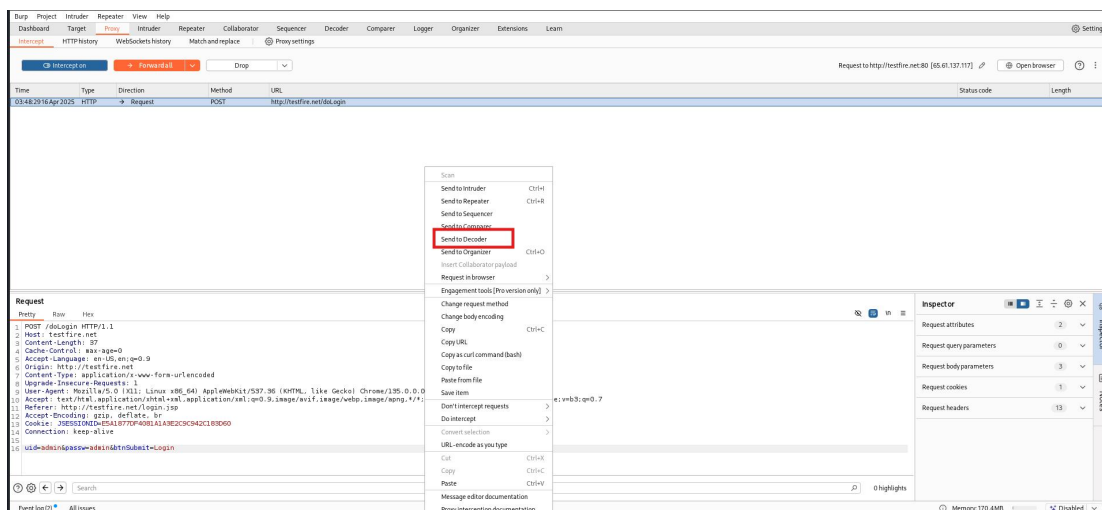 Burp Project Intruder Repeater View Help
Dashboard Target Proxy Intruder Repeater Collaborator Sequencer Decoder Comparer Logger Organizer Extensions Learn Setting
Intercept HTTP history WebSockets history Match and replace Proxy settings
Intercept on → Forward all Drop Request to http://testfire.net:80 [65.61.137.117] Open browser
Time Type Direction Method URL Status code Length
03:48:29 16 Apr 2025 HTTP → Request POST http://testfire.net/doLogin
Scan
Send to Intruder Ctrl+I
Send to Repeater Ctrl+R
Send to Sequencer
Send to Comparer
Send to Decoder
Send to Organizer Ctrl+O
Insert Collaborator payload
Request in browser
Engagement tools [Pro version only]
Change request method
Change body encoding
Copy Ctrl+C
Copy URL
Copy as curl command (bash)
Copy to file
Paste from file
Save item
Don't intercept requests
Do intercept
Convert selection
URL-encode as you type
Cut Ctrl+X
Copy Ctrl+C
Paste Ctrl+V
Message editor documentation
Proxy interception documentation
Request
Pretty Raw Hex
1 POST /doLogin HTTP/1.1
2 Host: testfire.net
3 Content-Length: 37
4 Cache-Control: max-age=0
5 Accept-Language: en-US,en;q=0.9
6 Origin: http://testfire.net
7 Content-Type: application/x-www-form-urlencoded
8 Upgrade-Insecure-Requests: 1
9 User-Agent: Mozilla/5.0 (X11; Linux x86_64) AppleWebKit/537.36 (KHTML, like Gecko) Chrome/135.0.0.0
10 Accept: text/html,application/xhtml+xml,application/xml;q=0.9,image/avif,image/webp,image/apng,*/*; e;v=b3;q=0.7
11 Referer: http://testfire.net/login.jsp
12 Accept-Encoding: gzip, deflate, br
13 Cookie: JSESSIONID=E5A1877DF4081A1A3E2C9C942C183D60
14 Connection: keep-alive
15
16 uid=admin&passw=admin&btnSubmit=Login
Inspector
Request attributes 2
Request query parameters 0
Request body parameters 3
Request cookies 1
Request headers 13
Inspector
Notes
Search 0 highlights
Event log (2) All issues Memory: 170.4MB Disabled